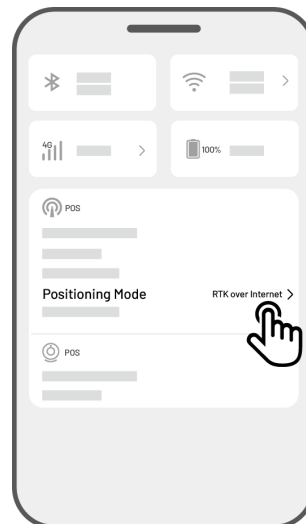 4G
100%
POS
Positioning Mode
RTK over Internet
POS